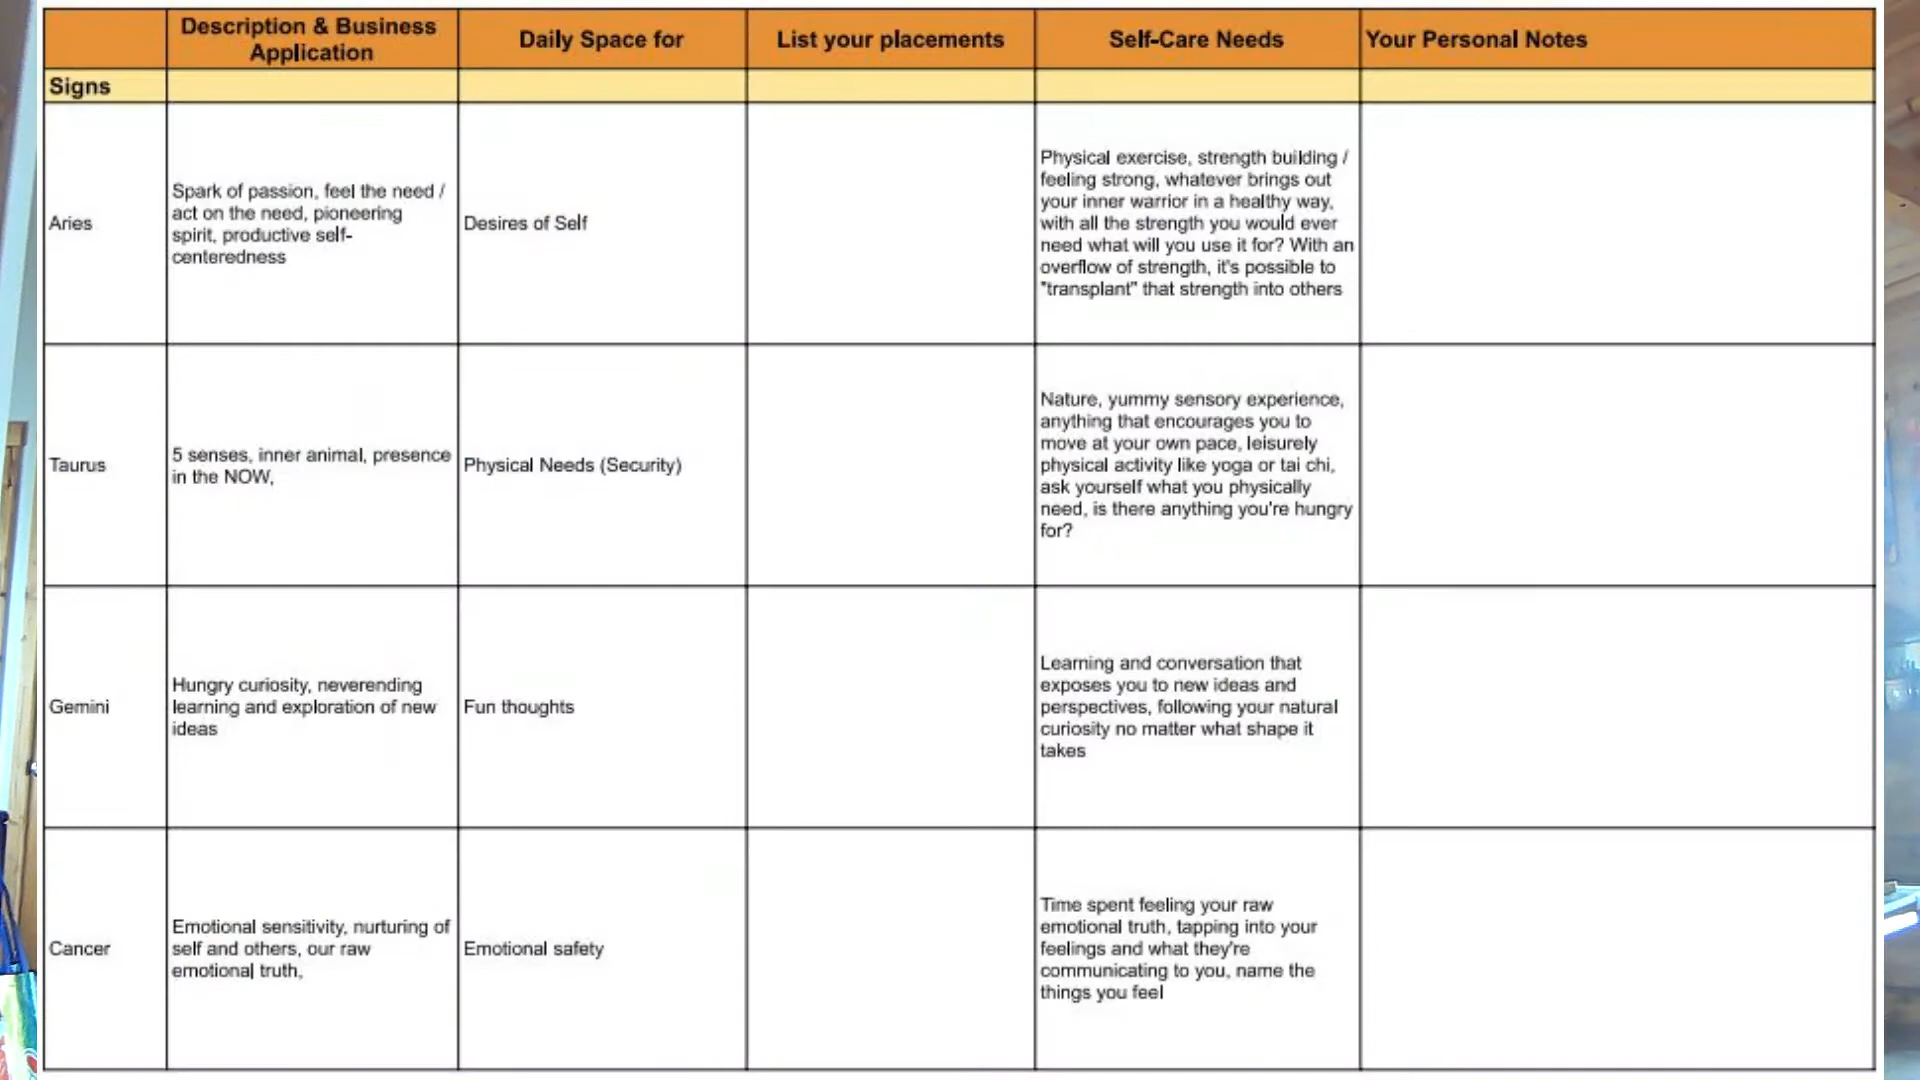 Description & Business
Application
Daily Space for
List your placements
Self-Care Needs
Your Personal Notes
Signs
Aries
Spark of passion, feel the need /
act on the need, pioneering
spirit, productive self-
centeredness
Desires of Self
Physical exercise, strength building /
feeling strong, whatever brings out
your inner warrior in a healthy way,
with all the strength you would ever
need what will you use it for? With an
overflow of strength, it's possible to
"transplant" that strength into others
Taurus
5 senses, inner animal, presence
in the NOW,
Physical Needs (Security)
Nature, yummy sensory experience,
anything that encourages you to
move at your own pace, leisurely
physical activity like yoga or tai chi,
ask yourself what you physically
need, is there anything you're hungry
for?
Gemini
Hungry curiosity, neverending
learning and exploration of new
ideas
Fun thoughts
Learning and conversation that
exposes you to new ideas and
perspectives, following your natural
curiosity no matter what shape it
takes
Cancer
Emotional sensitivity, nurturing of
self and others, our raw
emotional truth,
Emotional safety
Time spent feeling your raw
emotional truth, tapping into your
feelings and what they're
communicating to you, name the
things you feel